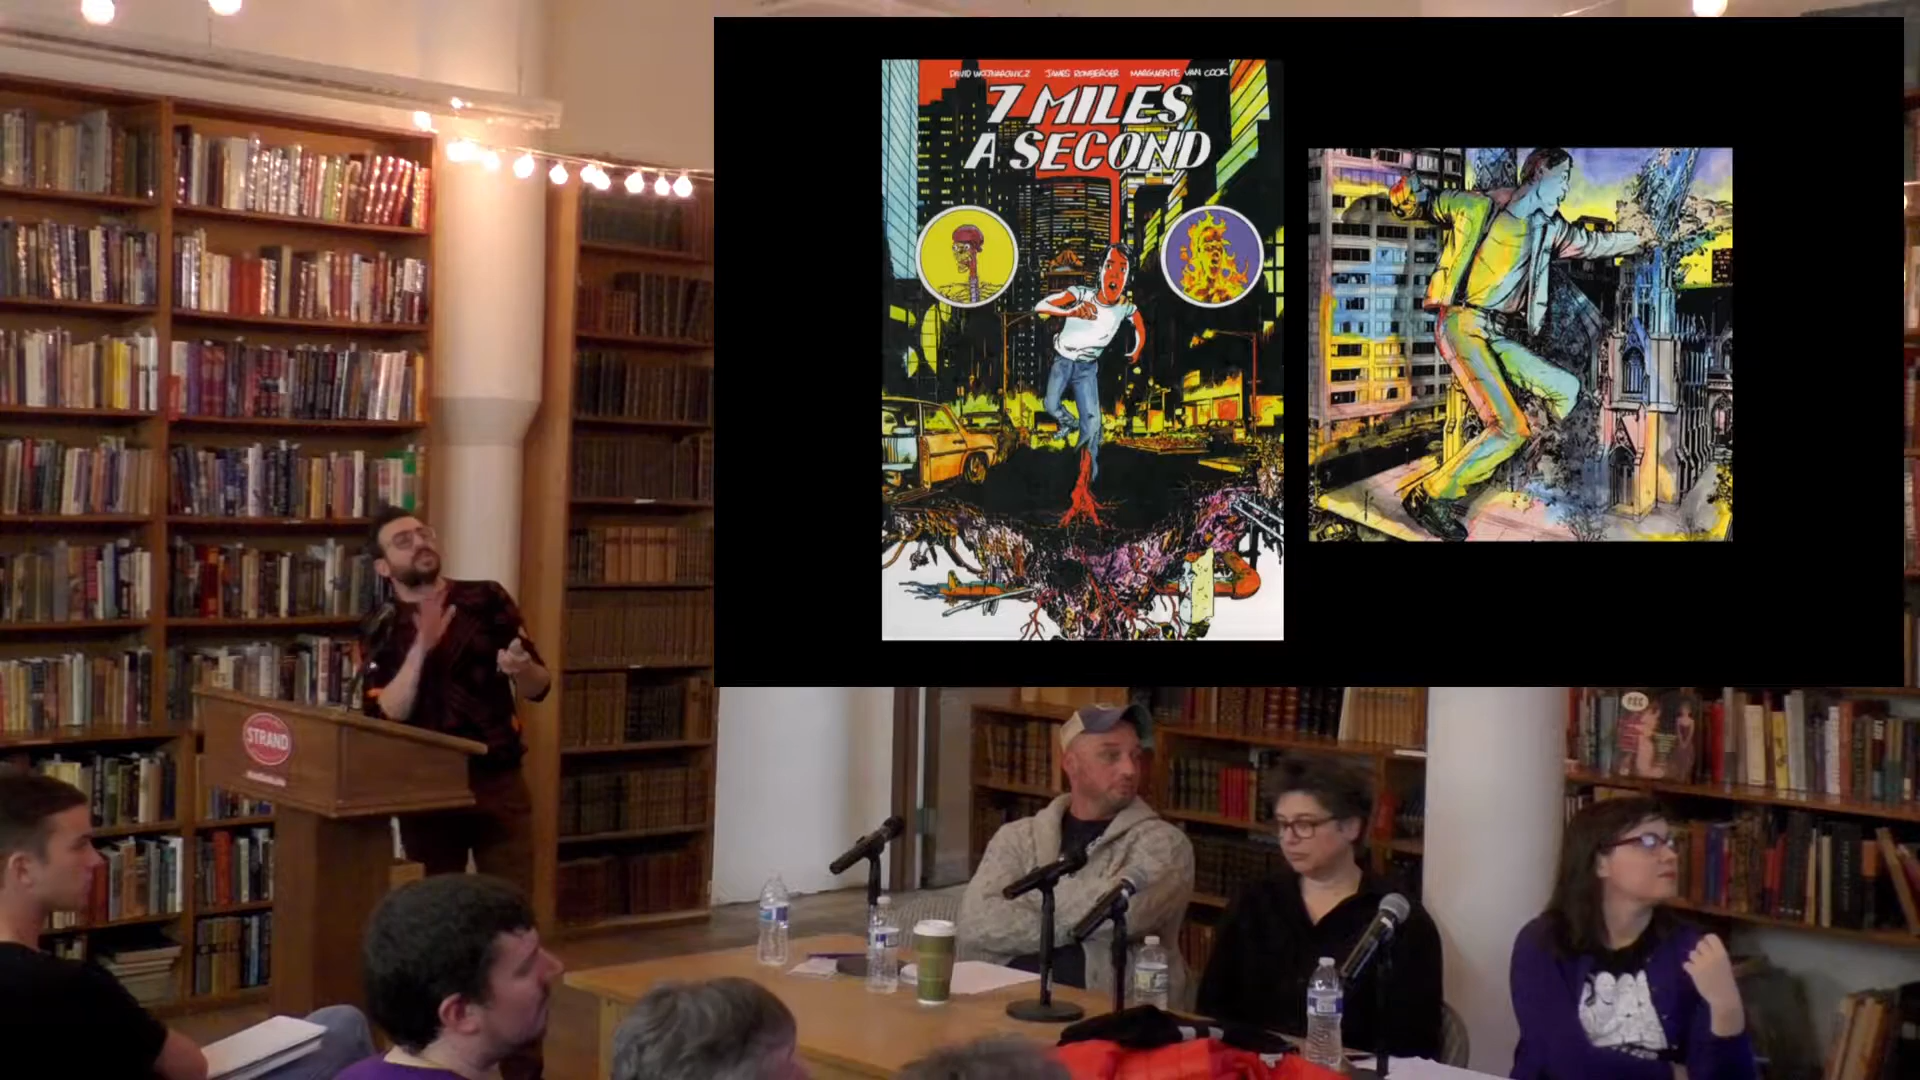 DAVID WOJNAROWICZ JAMES ROMBERGER MARGUERITE VAN COOK
7 MILES
A SECOND
STRAND